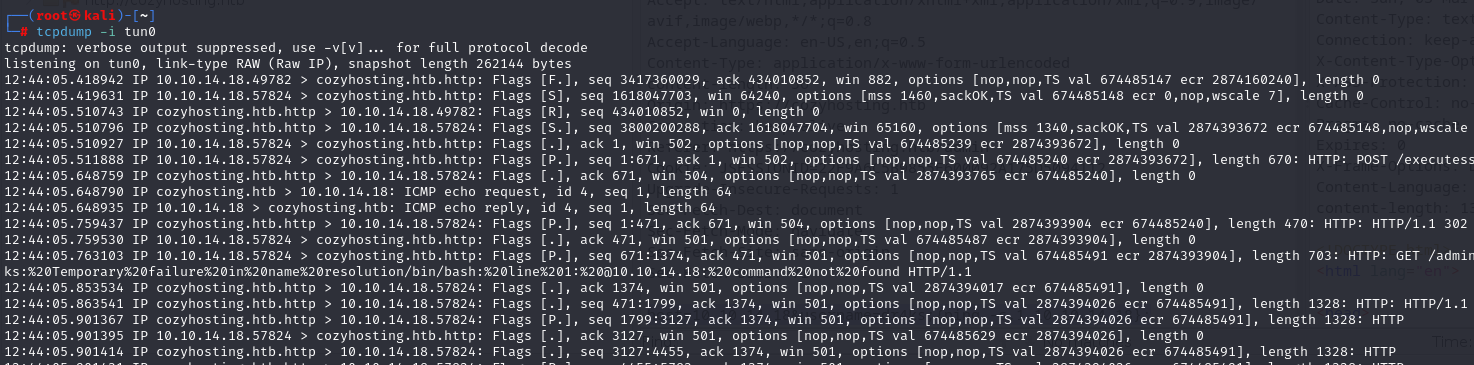 ┌──(root㉿kali)-[~]
└─# tcpdump -i tun0
tcpdump: verbose output suppressed, use -v[v]... for full protocol decode
listening on tun0, link-type RAW (Raw IP), snapshot length 262144 bytes
12:44:05.418942 IP 10.10.14.18.49782 > cozyhosting.htb.http: Flags [F.], seq 3417360029, ack 434010852, win 882, options [nop,nop,TS val 674485147 ecr 2874160240], length 0
12:44:05.419631 IP 10.10.14.18.57824 > cozyhosting.htb.http: Flags [S], seq 1618047703, win 64240, options [mss 1460,sackOK,TS val 674485148 ecr 0,nop,wscale 7], length 0
12:44:05.510743 IP cozyhosting.htb.http > 10.10.14.18.49782: Flags [R], seq 434010852, win 0, length 0
12:44:05.510796 IP cozyhosting.htb.http > 10.10.14.18.57824: Flags [S.], seq 3800200288, ack 1618047704, win 65160, options [mss 1340,sackOK,TS val 2874393672 ecr 674485148,nop,wscale
12:44:05.510927 IP 10.10.14.18.57824 > cozyhosting.htb.http: Flags [.], ack 1, win 502, options [nop,nop,TS val 674485239 ecr 2874393672], length 0
12:44:05.511888 IP 10.10.14.18.57824 > cozyhosting.htb.http: Flags [P.], seq 1:671, ack 1, win 502, options [nop,nop,TS val 674485240 ecr 2874393672], length 670: HTTP: POST /executess
12:44:05.648759 IP cozyhosting.htb.http > 10.10.14.18.57824: Flags [.], ack 671, win 504, options [nop,nop,TS val 2874393765 ecr 674485240], length 0
12:44:05.648790 IP cozyhosting.htb > 10.10.14.18: ICMP echo request, id 4, seq 1, length 64
12:44:05.648935 IP 10.10.14.18 > cozyhosting.htb: ICMP echo reply, id 4, seq 1, length 64
12:44:05.759437 IP cozyhosting.htb.http > 10.10.14.18.57824: Flags [P.], seq 1:471, ack 671, win 504, options [nop,nop,TS val 2874393904 ecr 674485240], length 470: HTTP: HTTP/1.1 302
12:44:05.759530 IP 10.10.14.18.57824 > cozyhosting.htb.http: Flags [.], ack 471, win 501, options [nop,nop,TS val 674485487 ecr 2874393904], length 0
12:44:05.763103 IP 10.10.14.18.57824 > cozyhosting.htb.http: Flags [P.], seq 671:1374, ack 471, win 501, options [nop,nop,TS val 674485491 ecr 2874393904], length 703: HTTP: GET /admin
ks:%20Temporary%20failure%20in%20name%20resolution/bin/bash:%20line%201:%20@10.10.14.18:%20command%20not%20found HTTP/1.1
12:44:05.853534 IP cozyhosting.htb.http > 10.10.14.18.57824: Flags [.], ack 1374, win 501, options [nop,nop,TS val 2874394017 ecr 674485491], length 0
12:44:05.863541 IP cozyhosting.htb.http > 10.10.14.18.57824: Flags [P.], seq 471:1799, ack 1374, win 501, options [nop,nop,TS val 2874394026 ecr 674485491], length 1328: HTTP: HTTP/1.1
12:44:05.901367 IP cozyhosting.htb.http > 10.10.14.18.57824: Flags [P.], seq 1799:3127, ack 1374, win 501, options [nop,nop,TS val 2874394026 ecr 674485491], length 1328: HTTP
12:44:05.901395 IP 10.10.14.18.57824 > cozyhosting.htb.http: Flags [.], ack 3127, win 501, options [nop,nop,TS val 674485629 ecr 2874394026], length 0
12:44:05.901414 IP cozyhosting.htb.http > 10.10.14.18.57824: Flags [.], seq 3127:4455, ack 1374, win 501, options [nop,nop,TS val 2874394026 ecr 674485491], length 1328: HTTP